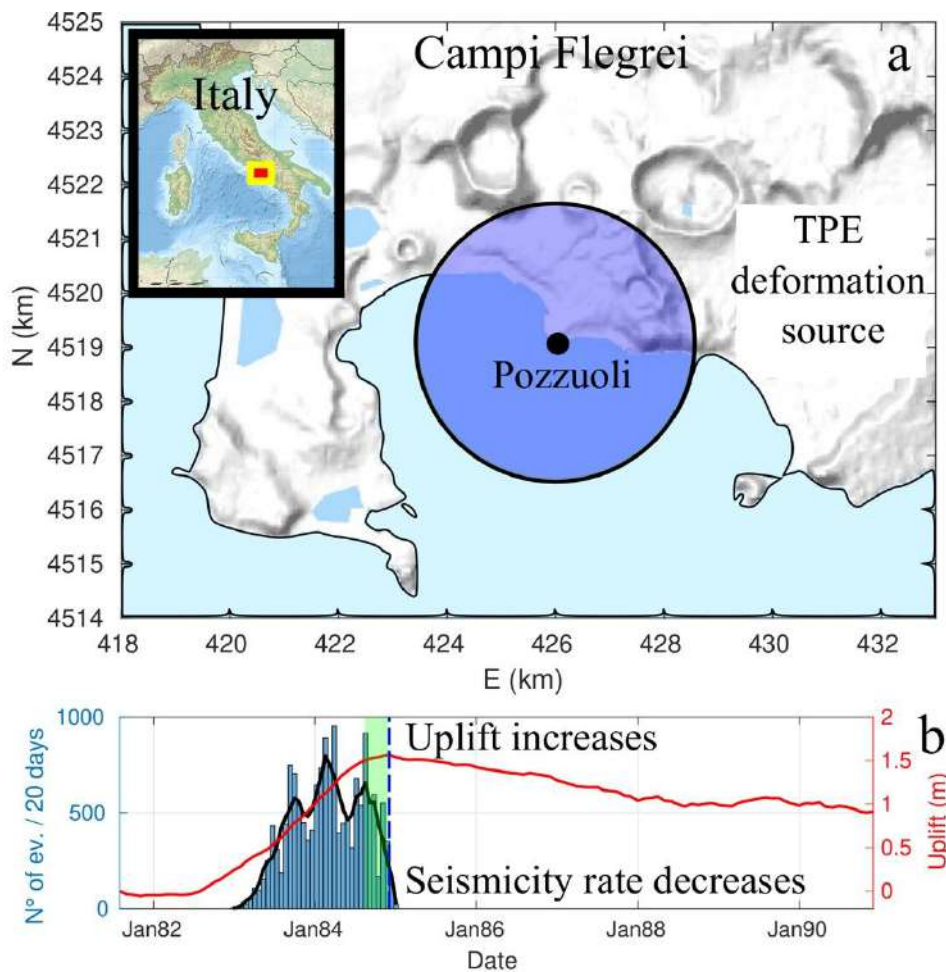 4525
4524
4523
4522
4521
4520
4519
4518
4517
4516
4515
4514
N (km)
Italy
Campi Flegrei
a
TPE
deformation
source
Pozzuoli
418
420
422
424
426
428
430
432
E (km)
1000
500
0
N° of ev. / 20 days
Uplift increases
Seismicity rate decreases
b
2
1.5
1
0.5
0
Uplift (m)
Jan82
Jan84
Jan86
Jan88
Jan90
Date